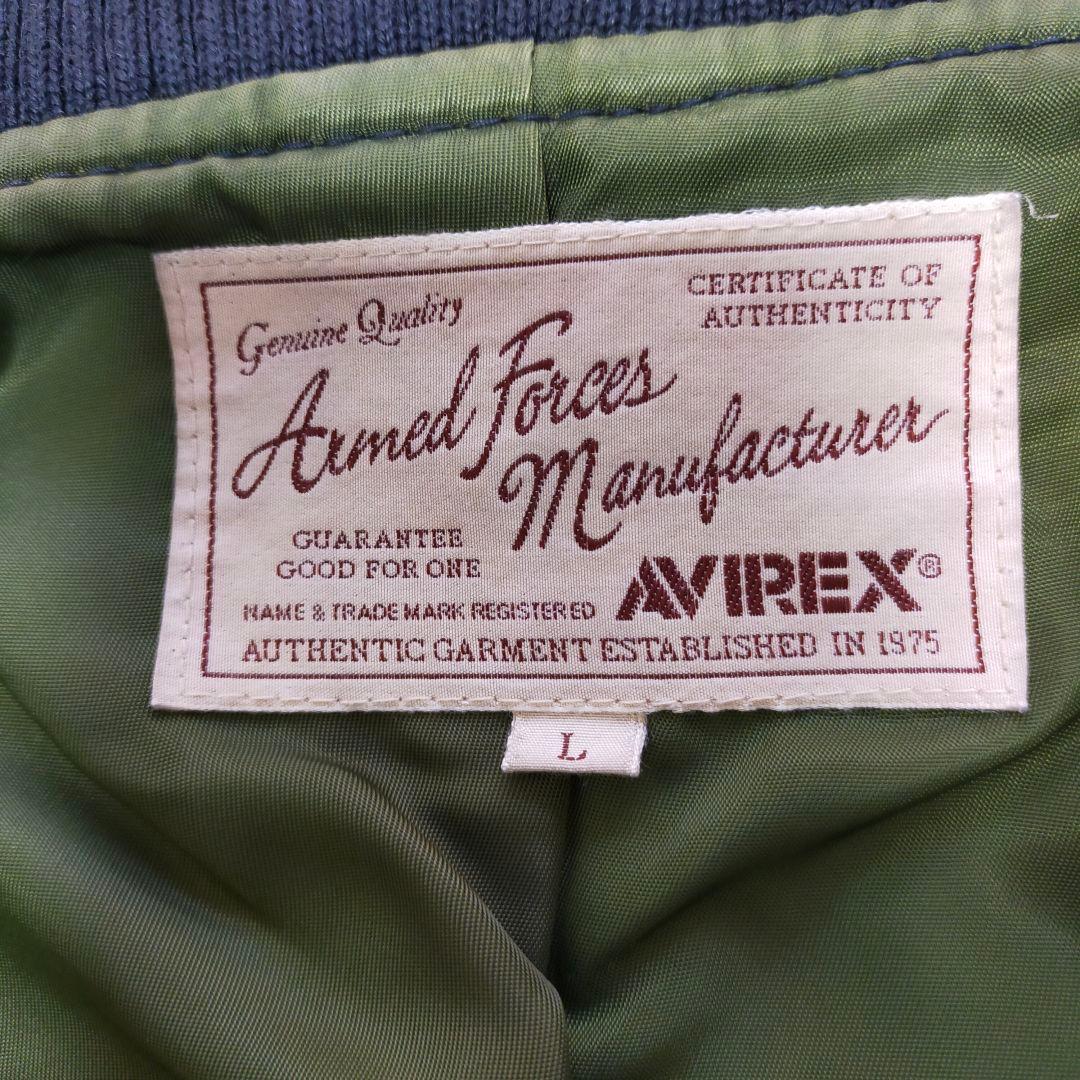 Genuine Quality
CERTIFICATE OF
AUTHENTICITY
Armed Forces
Manufacturer
GUARANTEE
GOOD FOR ONE
NAME & TRADE MARK REGISTERED
AVIREX®
AUTHENTIC GARMENT ESTABLISHED IN 1975
L